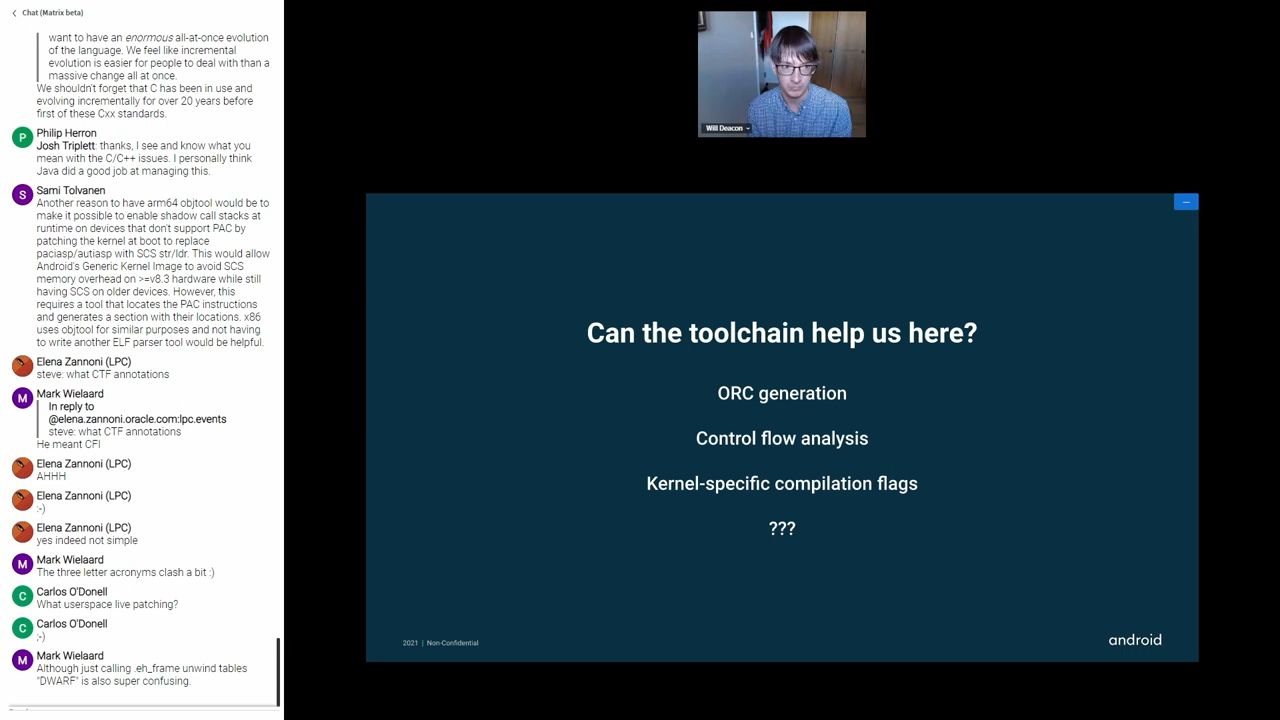 Chat (Matrix beta)
want to have an enormous all-at-once evolution
of the language. We feel like incremental
evolution is easier for people to deal with than a
massive change all at once.
We shouldn't forget that C has been in use and
evolving incrementally for over 20 years before
first of these Cxx standards.
P
Philip Herron
Josh Triplett: thanks, I see and know what you
mean with the C/C++ issues. I personally think
Java did a good job at managing this.
S
Sami Tolvanen
Another reason to have arm64 objtool would be to
make it possible to enable shadow call stacks at
runtime on devices that don't support PAC by
patching the kernel at boot to replace
paciasp/autiasp with SCS str/ldr. This would allow
Android's Generic Kernel Image to avoid SCS
memory overhead on >=v8.3 hardware while still
having SCS on older devices. However, this
requires a tool that locates the PAC instructions
and generates a section with their locations. x86
uses objtool for similar purposes and not having
to write another ELF parser tool would be helpful.
Elena Zannoni (LPC)
steve: what CTF annotations
M
Mark Wielaard
In reply to
@elena.zannoni.oracle.com:lpc.events
steve: what CTF annotations
He meant CFI
Elena Zannoni (LPC)
AHHH
Elena Zannoni (LPC)
:-)
Elena Zannoni (LPC)
yes indeed not simple
M
Mark Wielaard
The three letter acronyms clash a bit :)
C
Carlos O'Donell
What userspace live patching?
C
Carlos O'Donell
;-)
M
Mark Wielaard
Although just calling .eh_frame unwind tables
"DWARF" is also super confusing.
Will Deacon
Can the toolchain help us here?
ORC generation
Control flow analysis
Kernel-specific compilation flags
???
2021 | Non-Confidential
android